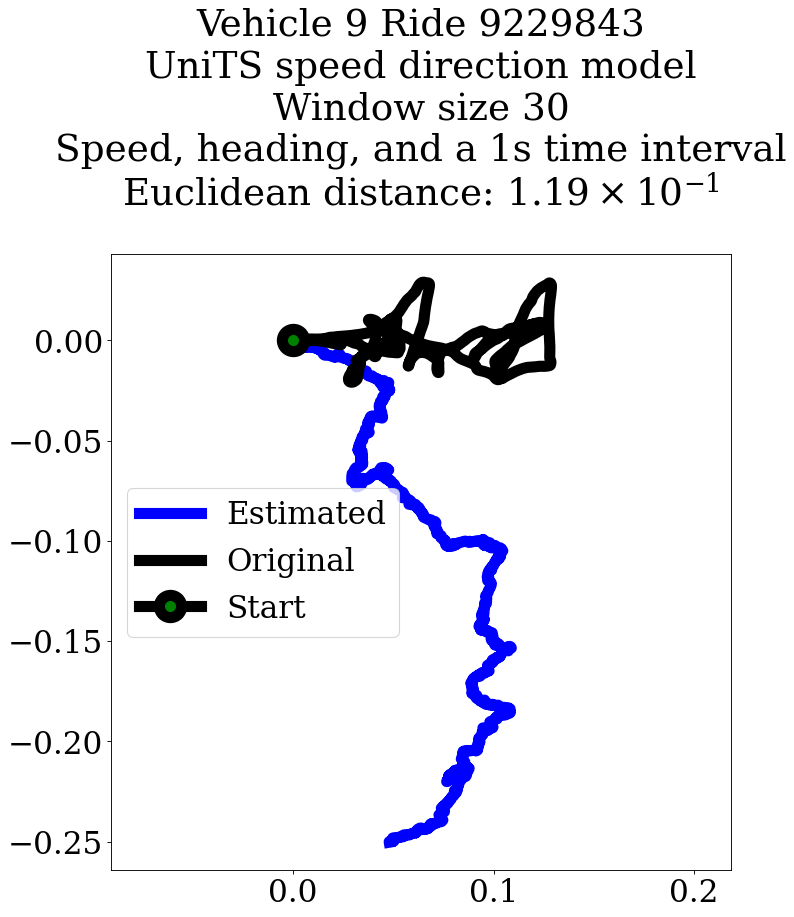 Vehicle 9 Ride 9229843
UniTS speed direction model
Window size 30
Speed, heading, and a 1s time interval
Euclidean distance: 1.19 × 10⁻¹
0.00
−0.05
−0.10
−0.15
−0.20
−0.25
Estimated
Original
Start
0.0 0.1 0.2